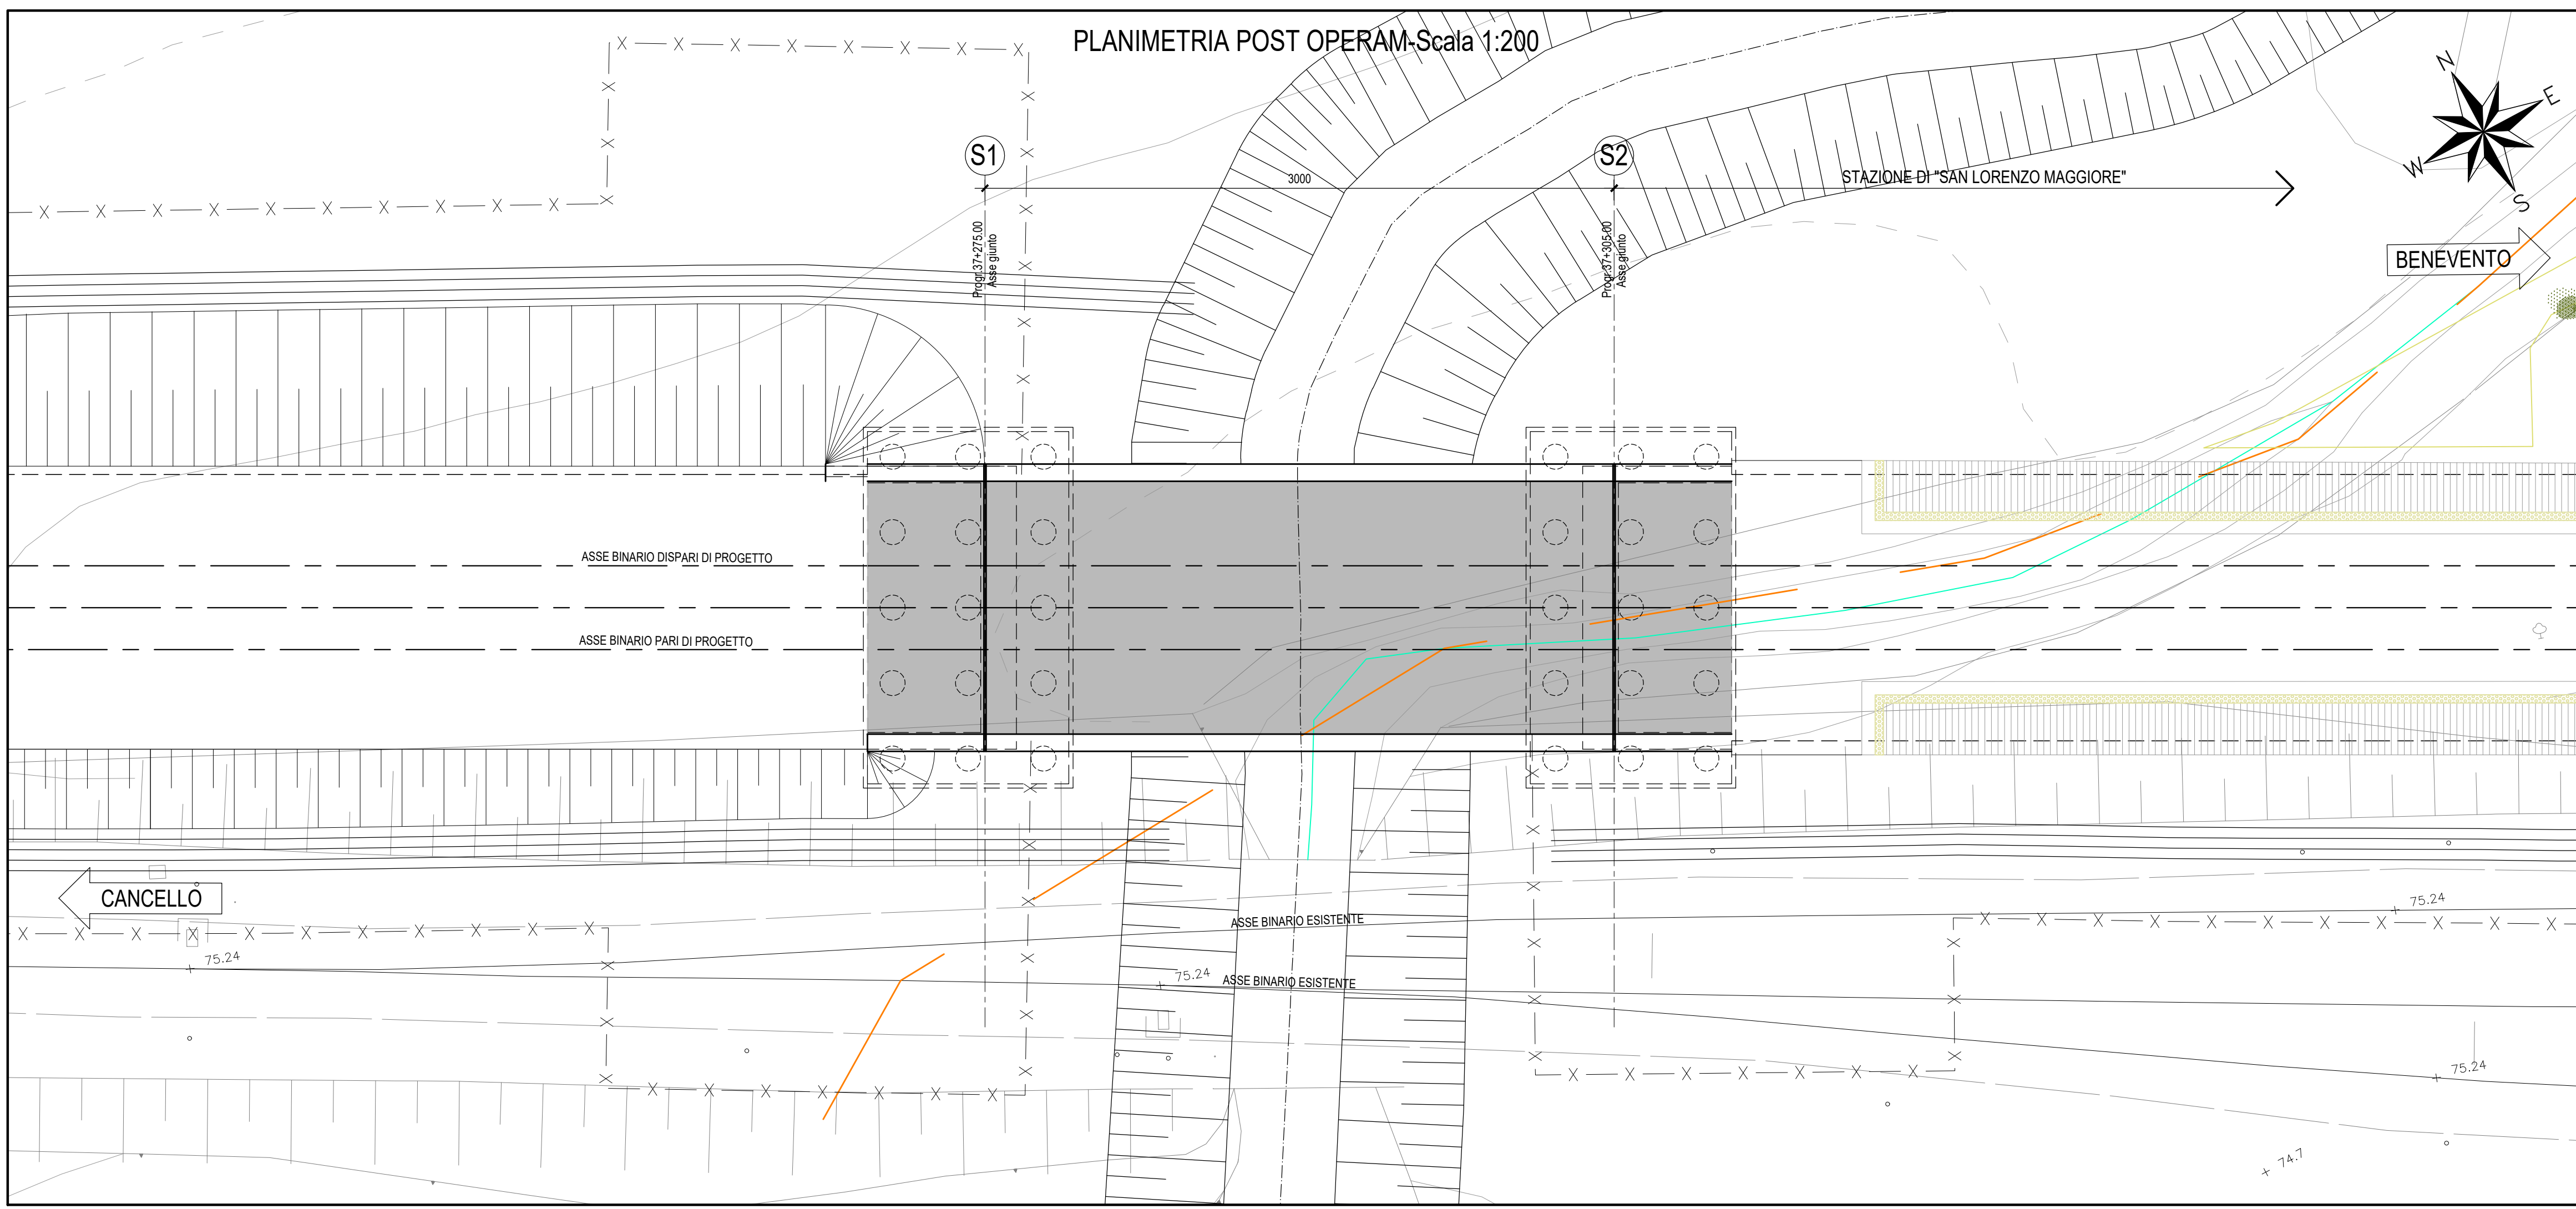 PLANIMETRIA POST OPERAM-Scala 1:200
N
E
W
S
S1
S2
3000
STAZIONE DI "SAN LORENZO MAGGIORE"
Progr.37+275.00
Asse giunto
Progr.37+305.00
Asse giunto
BENEVENTO
ASSE BINARIO DISPARI DI PROGETTO
ASSE BINARIO PARI DI PROGETTO
CANCELLO
75.24
ASSE BINARIO ESISTENTE
75.24
75.24
ASSE BINARIO ESISTENTE
75.24
74.7